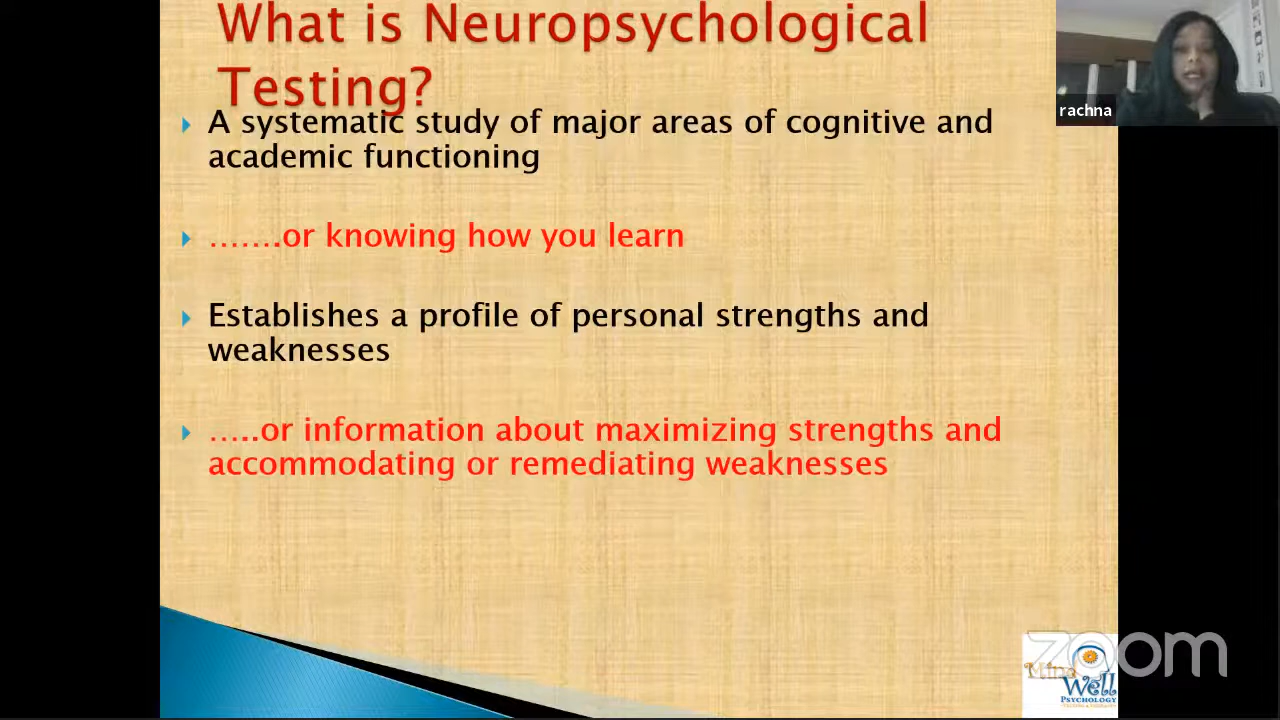 What is Neuropsychological
Testing?
A systematic study of major areas of cognitive and
academic functioning
…….or knowing how you learn
Establishes a profile of personal strengths and
weaknesses
…..or information about maximizing strengths and
accommodating or remediating weaknesses
rachna
zoom
Mind
Well
PSYCHOLOGY